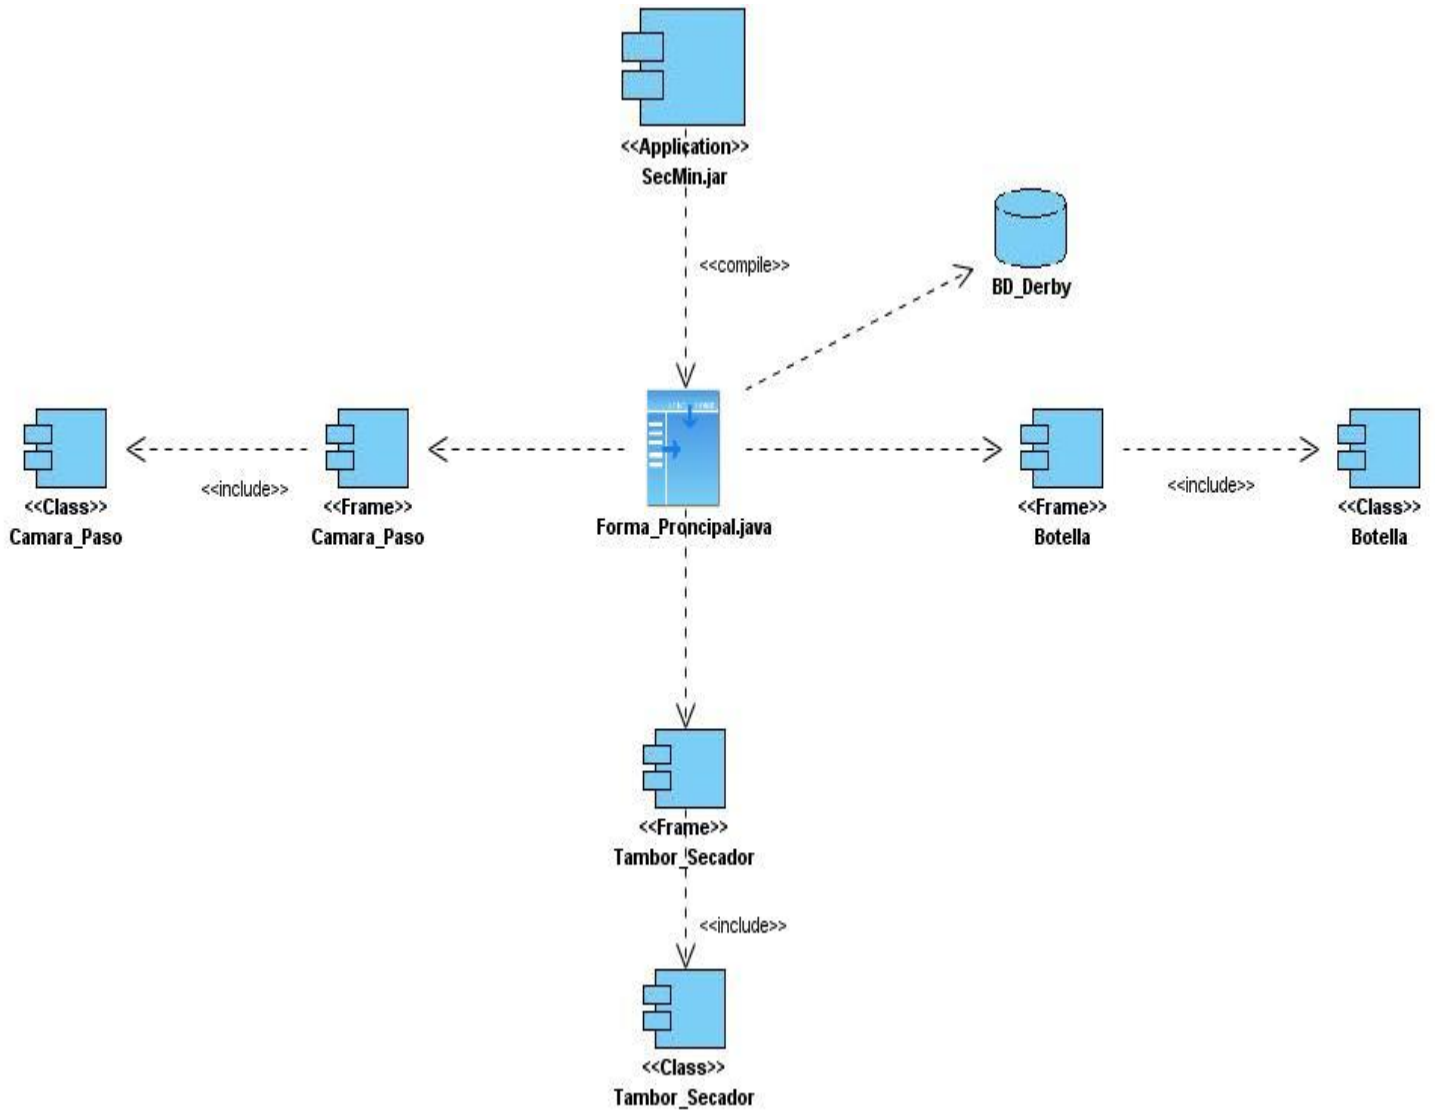 <<Application>>
SecMin.jar
<<compile>>
BD_Derby
<<include>>
<<Class>>
Camara_Paso
<<Frame>>
Camara_Paso
Forma_Proncipal.java
<<Frame>>
Botella
<<include>>
<<Class>>
Botella
<<Frame>>
Tambor_Secador
<<include>>
<<Class>>
Tambor_Secador